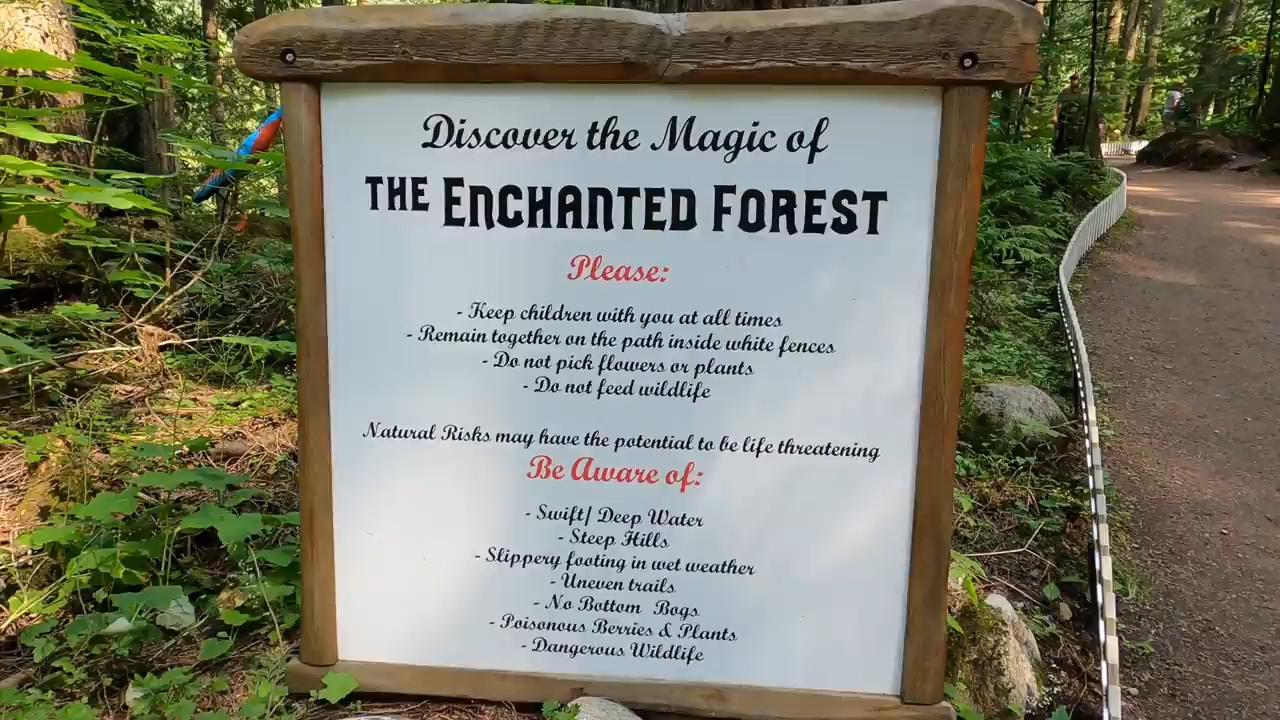 Discover the Magic of
THE ENCHANTED FOREST
Please:
- Keep children with you at all times
- Remain together on the path inside white fences
- Do not pick flowers or plants
- Do not feed wildlife
Natural Risks may have the potential to be life threatening
Be Aware of:
- Swift/ Deep Water
- Steep Hills
- Slippery footing in wet weather
- Uneven trails
- No Bottom Bogs
- Poisonous Berries & Plants
- Dangerous Wildlife